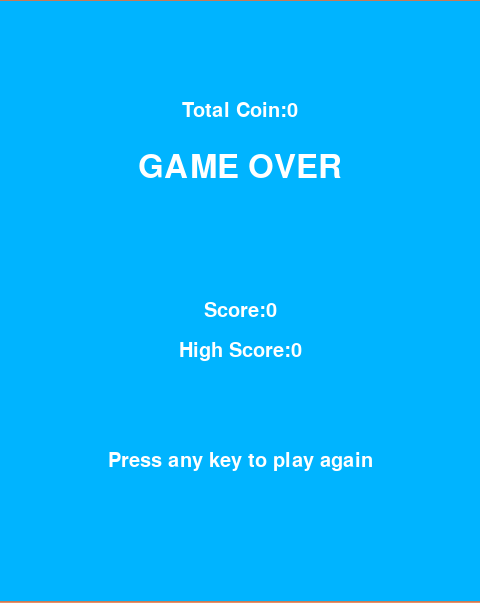 Total Coin:0
GAME OVER
Score:0
High Score:0
Press any key to play again